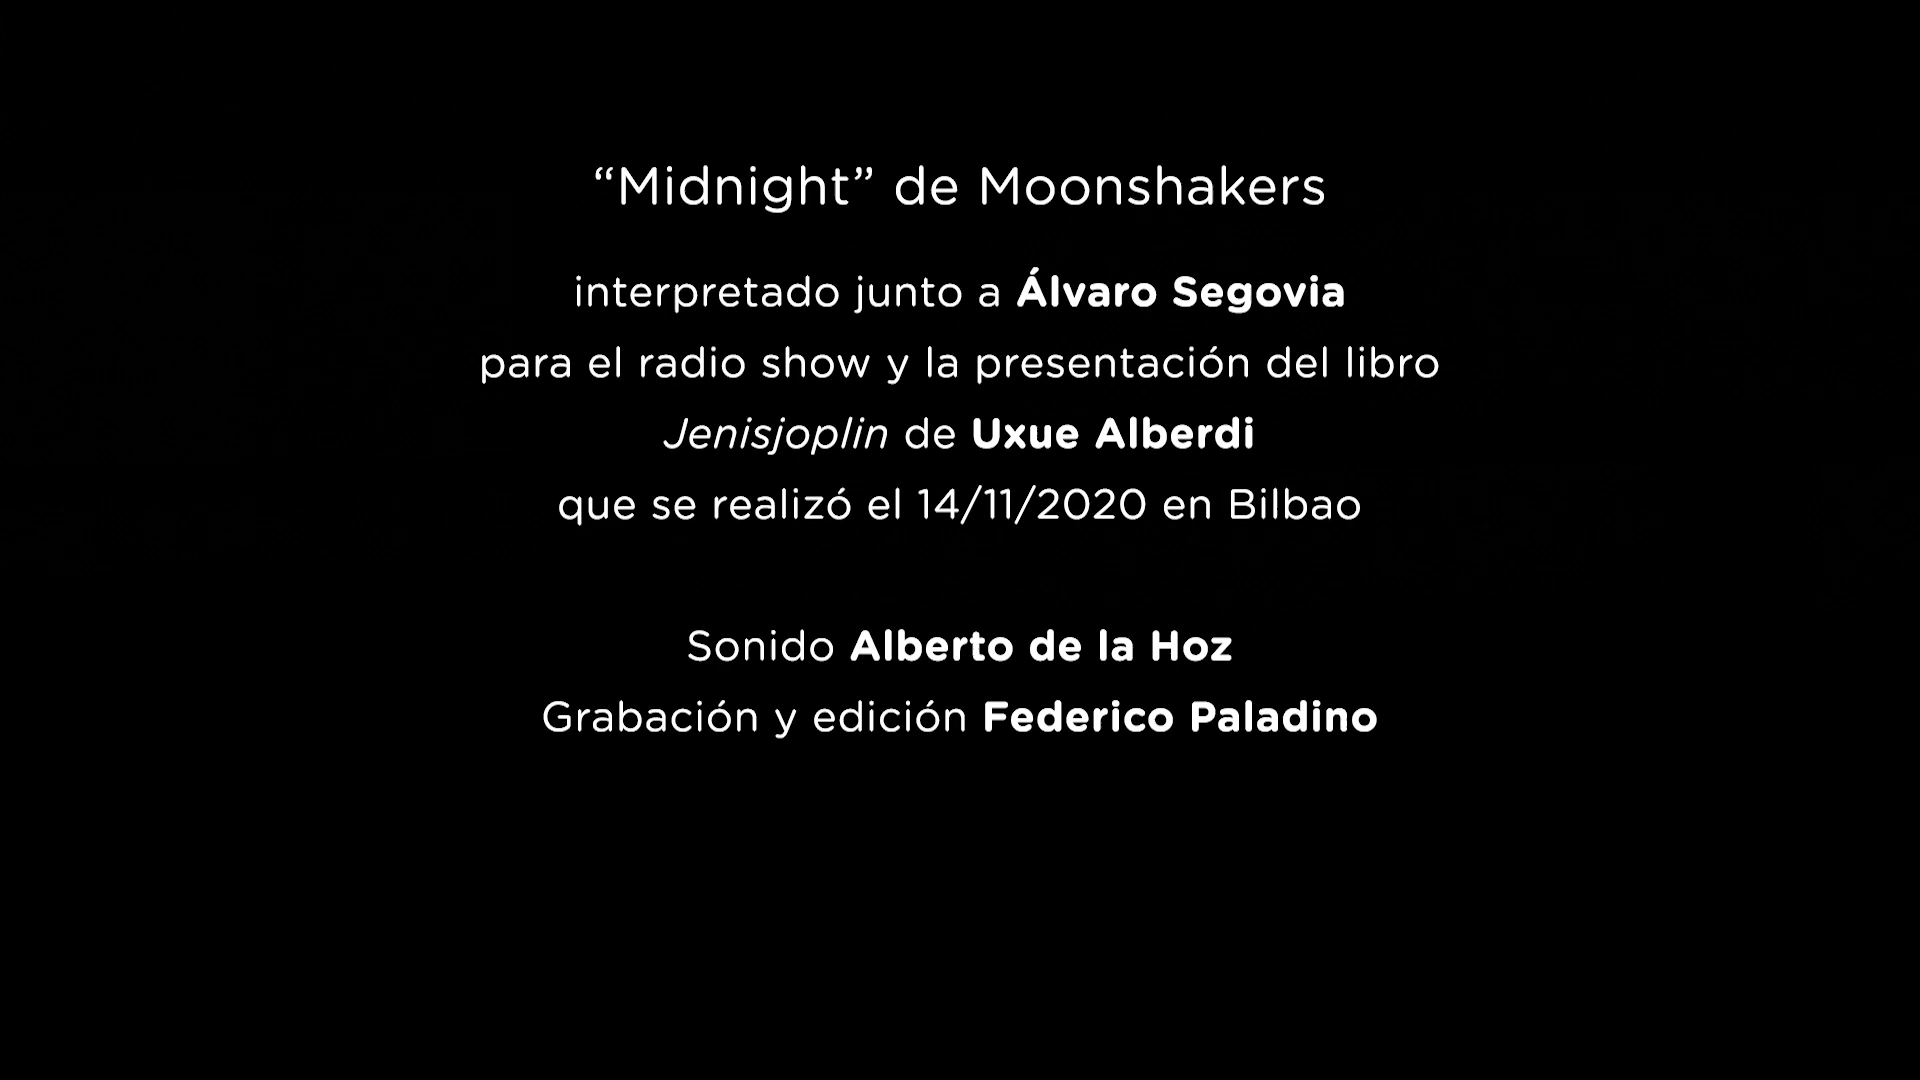 “Midnight” de Moonshakers
interpretado junto a Álvaro Segovia
para el radio show y la presentación del libro
Jenisjoplin de Uxue Alberdi
que se realizó el 14/11/2020 en Bilbao
Sonido Alberto de la Hoz
Grabación y edición Federico Paladino